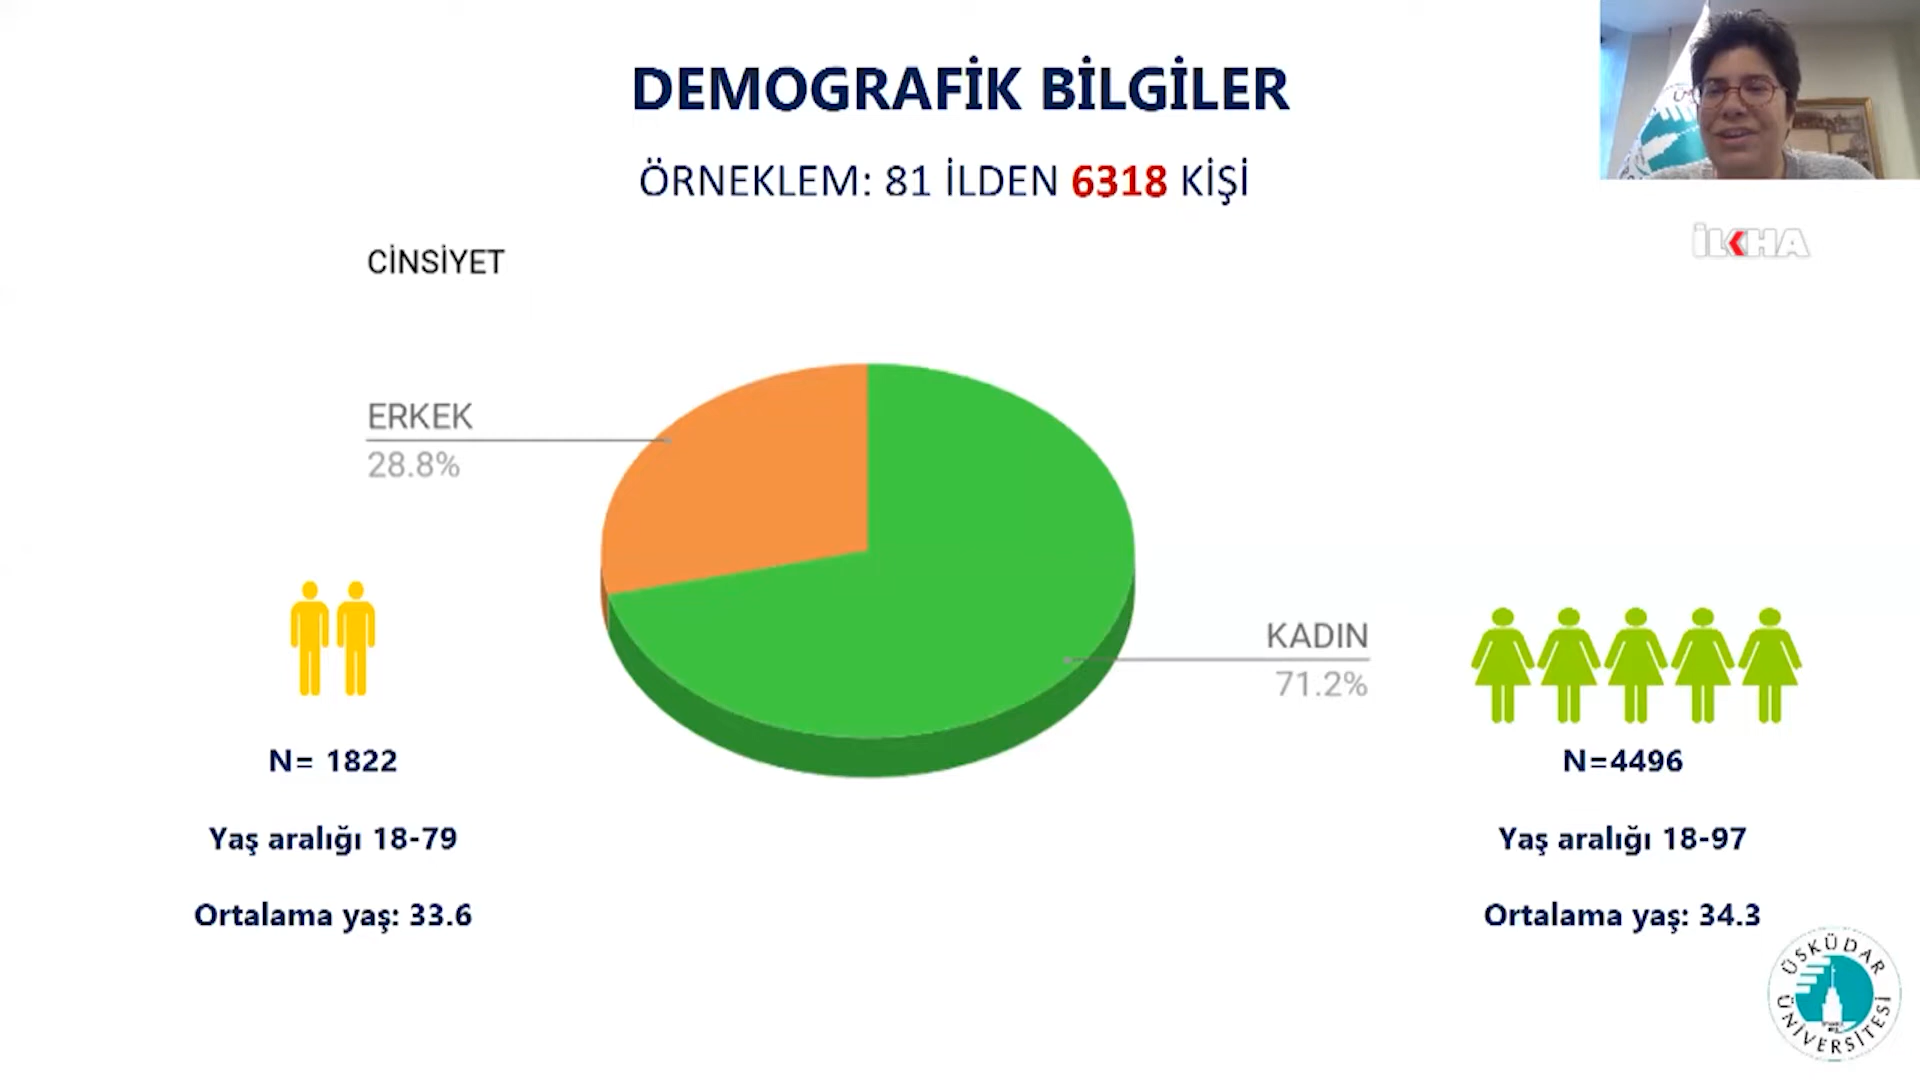 DEMOGRAFİK BİLGİLER
ÖRNEKLEM: 81 İLDEN 6318 KİŞİ
İLKHA
CİNSİYET
ERKEK
28.8%
KADIN
71.2%
N= 1822
Yaş aralığı 18-79
Ortalama yaş: 33.6
N=4496
Yaş aralığı 18-97
Ortalama yaş: 34.3
ÜSKÜDAR
ÜNİVERSİTESİ